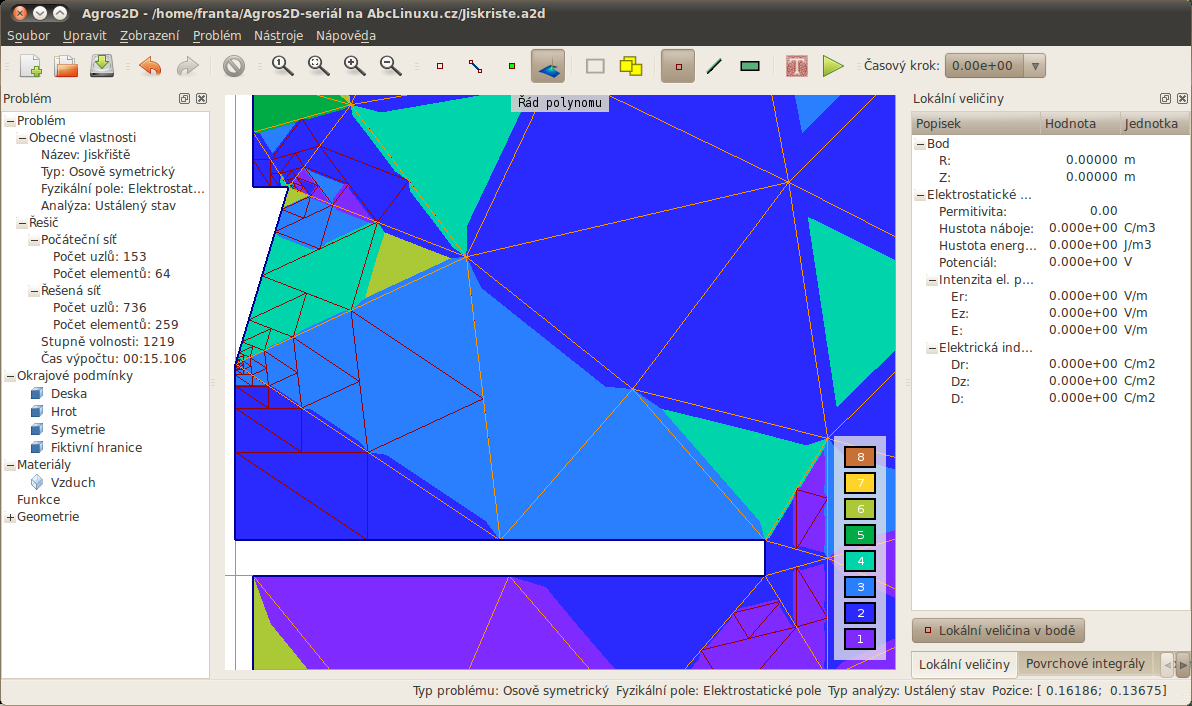 Agros2D - /home/franta/Agros2D-seriál na AbcLinuxu.cz/Jiskriste.a2d
Soubor Upravit Zobrazení Problém Nástroje Nápověda
Časový krok: 0.00e+00
Problém
Problém
Obecné vlastnosti
Název: Jiskřiště
Typ: Osově symetrický
Fyzikální pole: Elektrostat...
Analýza: Ustálený stav
Řešič
Počáteční síť
Počet uzlů: 153
Počet elementů: 64
Řešená síť
Počet uzlů: 736
Počet elementů: 259
Stupně volnosti: 1219
Čas výpočtu: 00:15.106
Okrajové podmínky
Deska
Hrot
Symetrie
Fiktivní hranice
Materiály
Vzduch
Funkce
Geometrie
Řád polynomu
8
7
6
5
4
3
2
1
Lokální veličiny
Popisek Hodnota Jednotka
Bod
R: 0.00000 m
Z: 0.00000 m
Elektrostatické ...
Permitivita: 0.00
Hustota náboje: 0.000e+00 C/m3
Hustota energ... 0.000e+00 J/m3
Potenciál: 0.000e+00 V
Intenzita el. p...
Er: 0.000e+00 V/m
Ez: 0.000e+00 V/m
E: 0.000e+00 V/m
Elektrická ind...
Dr: 0.000e+00 C/m2
Dz: 0.000e+00 C/m2
D: 0.000e+00 C/m2
Lokální veličina v bodě
Lokální veličiny Povrchové integrály
Typ problému: Osově symetrický Fyzikální pole: Elektrostatické pole Typ analýzy: Ustálený stav Pozice: [ 0.16186; 0.13675]